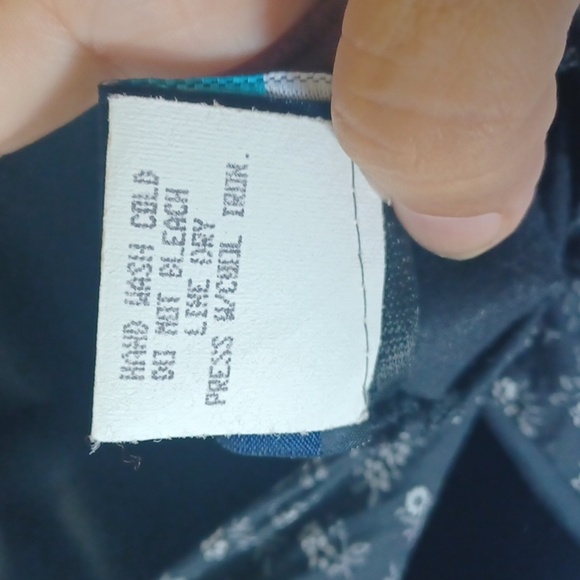 HAND WASH COLD
DO NOT BLEACH
LINE DRY
PRESS W/COOL IRON.